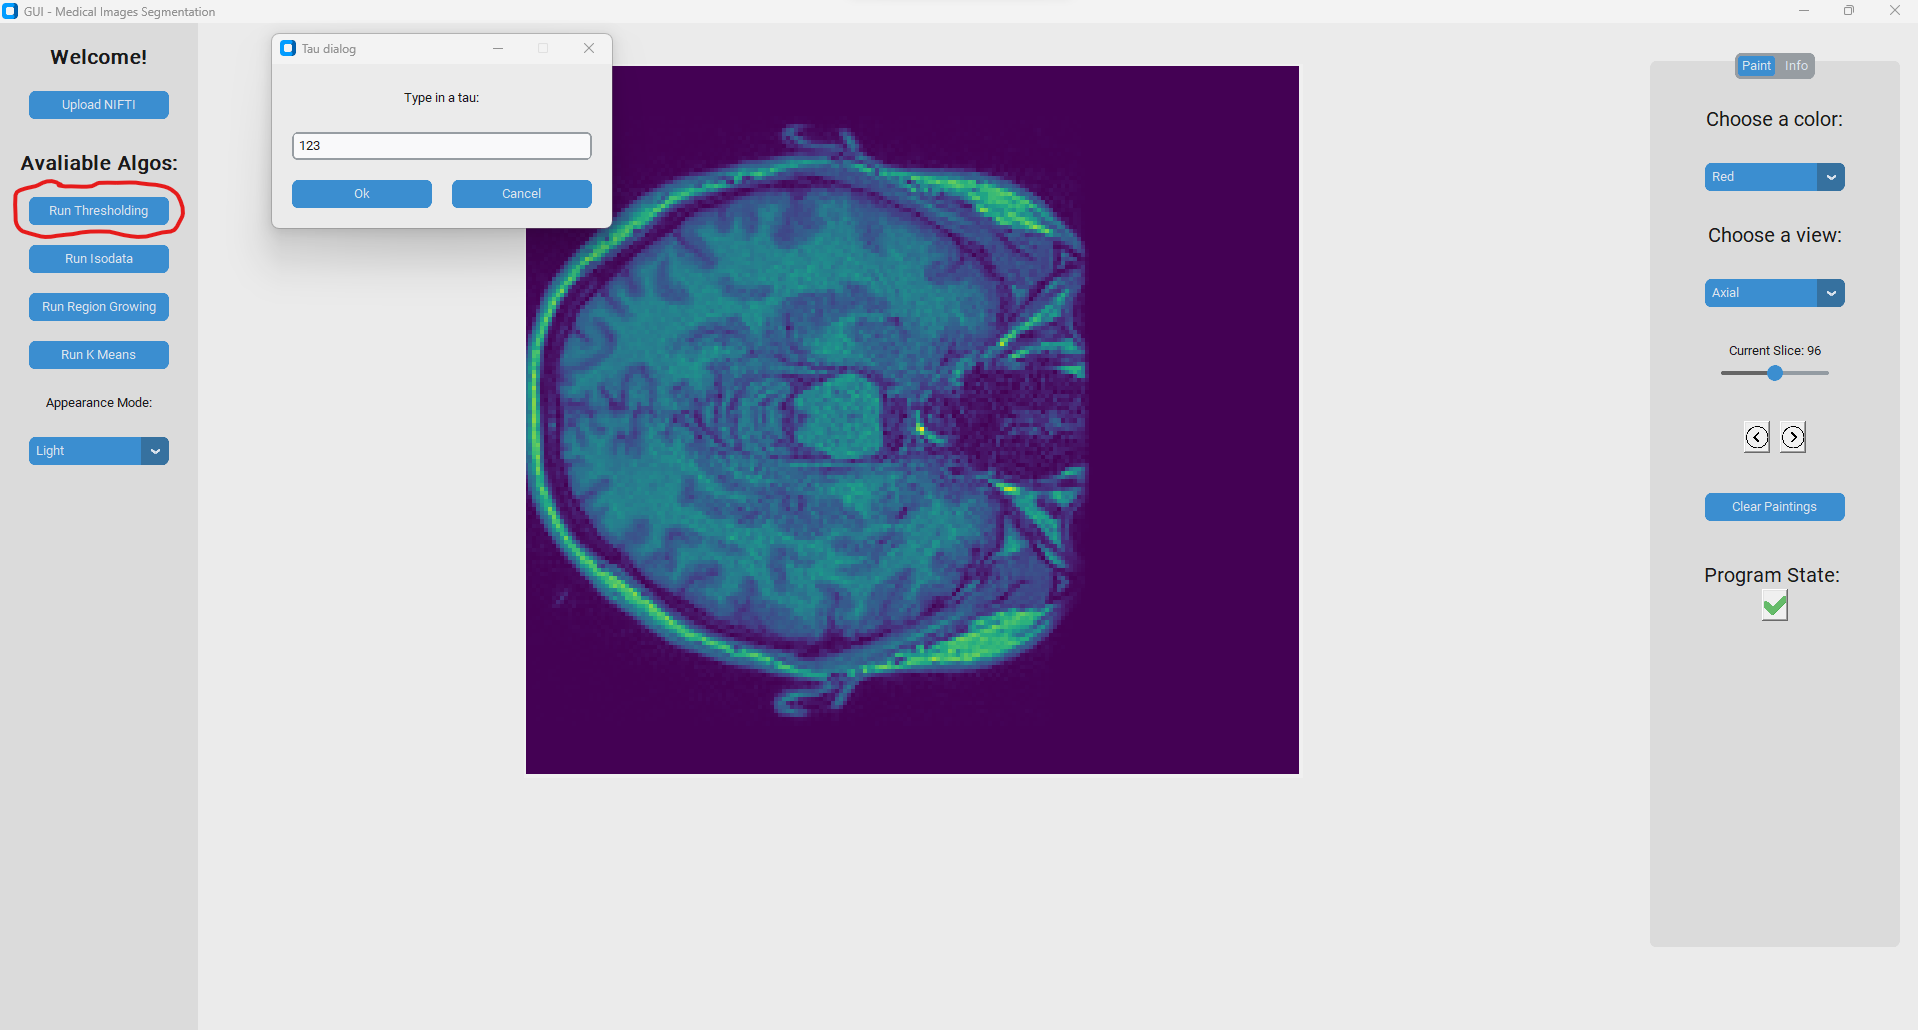 GUI - Medical Images Segmentation
Welcome!
Upload NIFTI
Avaliable Algos:
Run Thresholding
Run Isodata
Run Region Growing
Run K Means
Appearance Mode:
Light
Tau dialog
Type in a tau:
123
Ok
Cancel
Paint
Info
Choose a color:
Red
Choose a view:
Axial
Current Slice: 96
Clear Paintings
Program State: